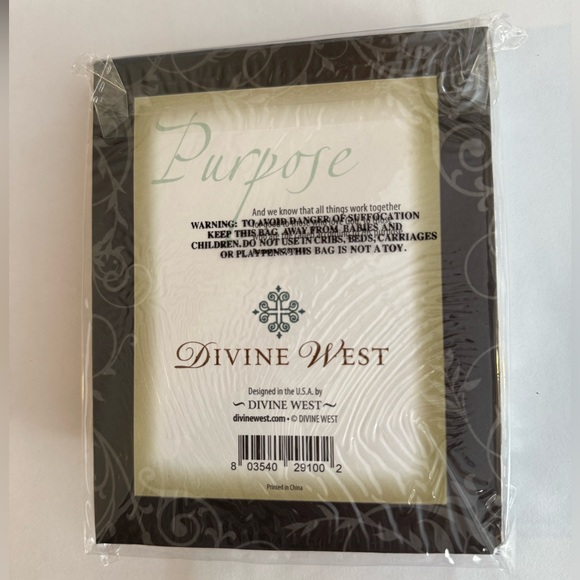 Purpose
And we know that all things work together
WARNING: TO AVOID DANGER OF SUFFOCATION
KEEP THIS BAG AWAY FROM BABIES AND
CHILDREN. DO NOT USE IN CRIBS, BEDS, CARRIAGES
OR PLAYPENS. THIS BAG IS NOT A TOY.
DIVINE WEST
Designed in the U.S.A. by
~ DIVINE WEST ~
divinewest.com • © DIVINE WEST
8 03540 29100 2
Printed in China